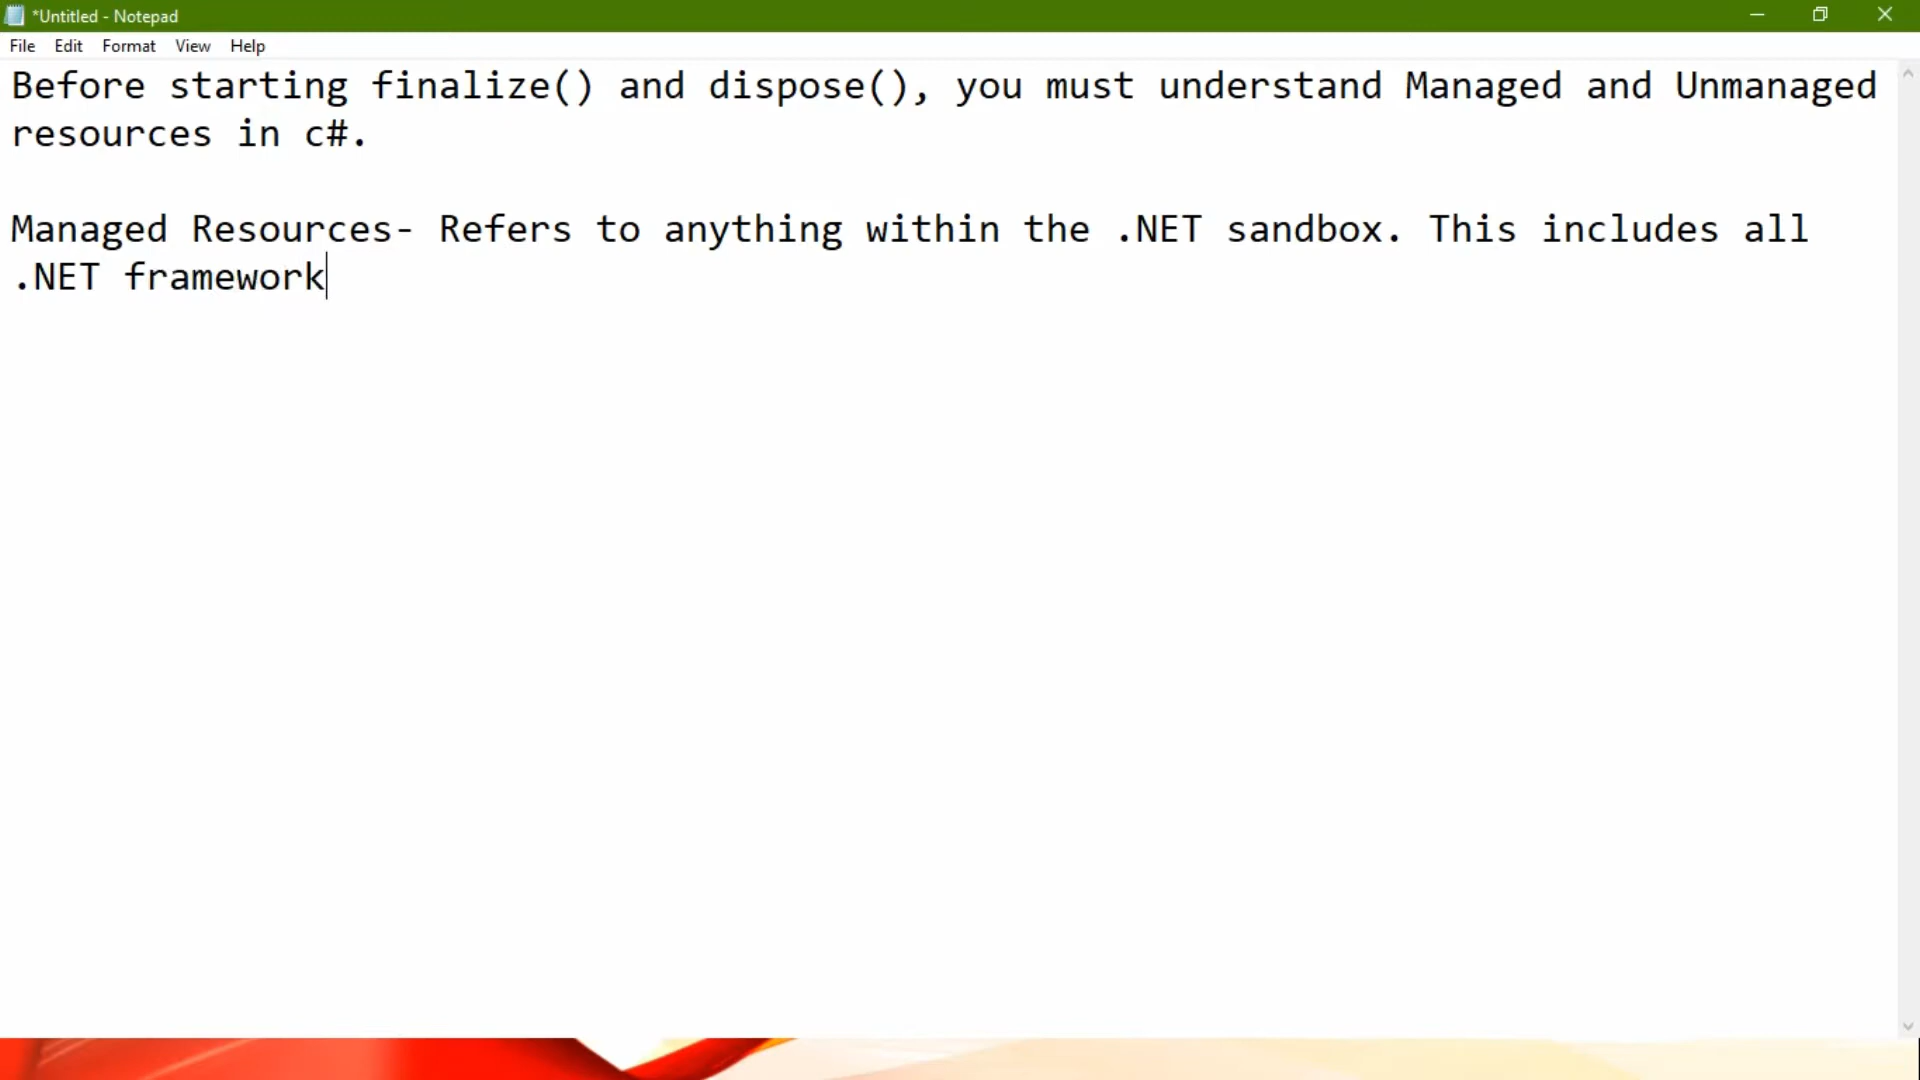 *Untitled - Notepad
File Edit Format View Help
Before starting finalize() and dispose(), you must understand Managed and Unmanaged
resources in c#.
Managed Resources- Refers to anything within the .NET sandbox. This includes all
.NET framework